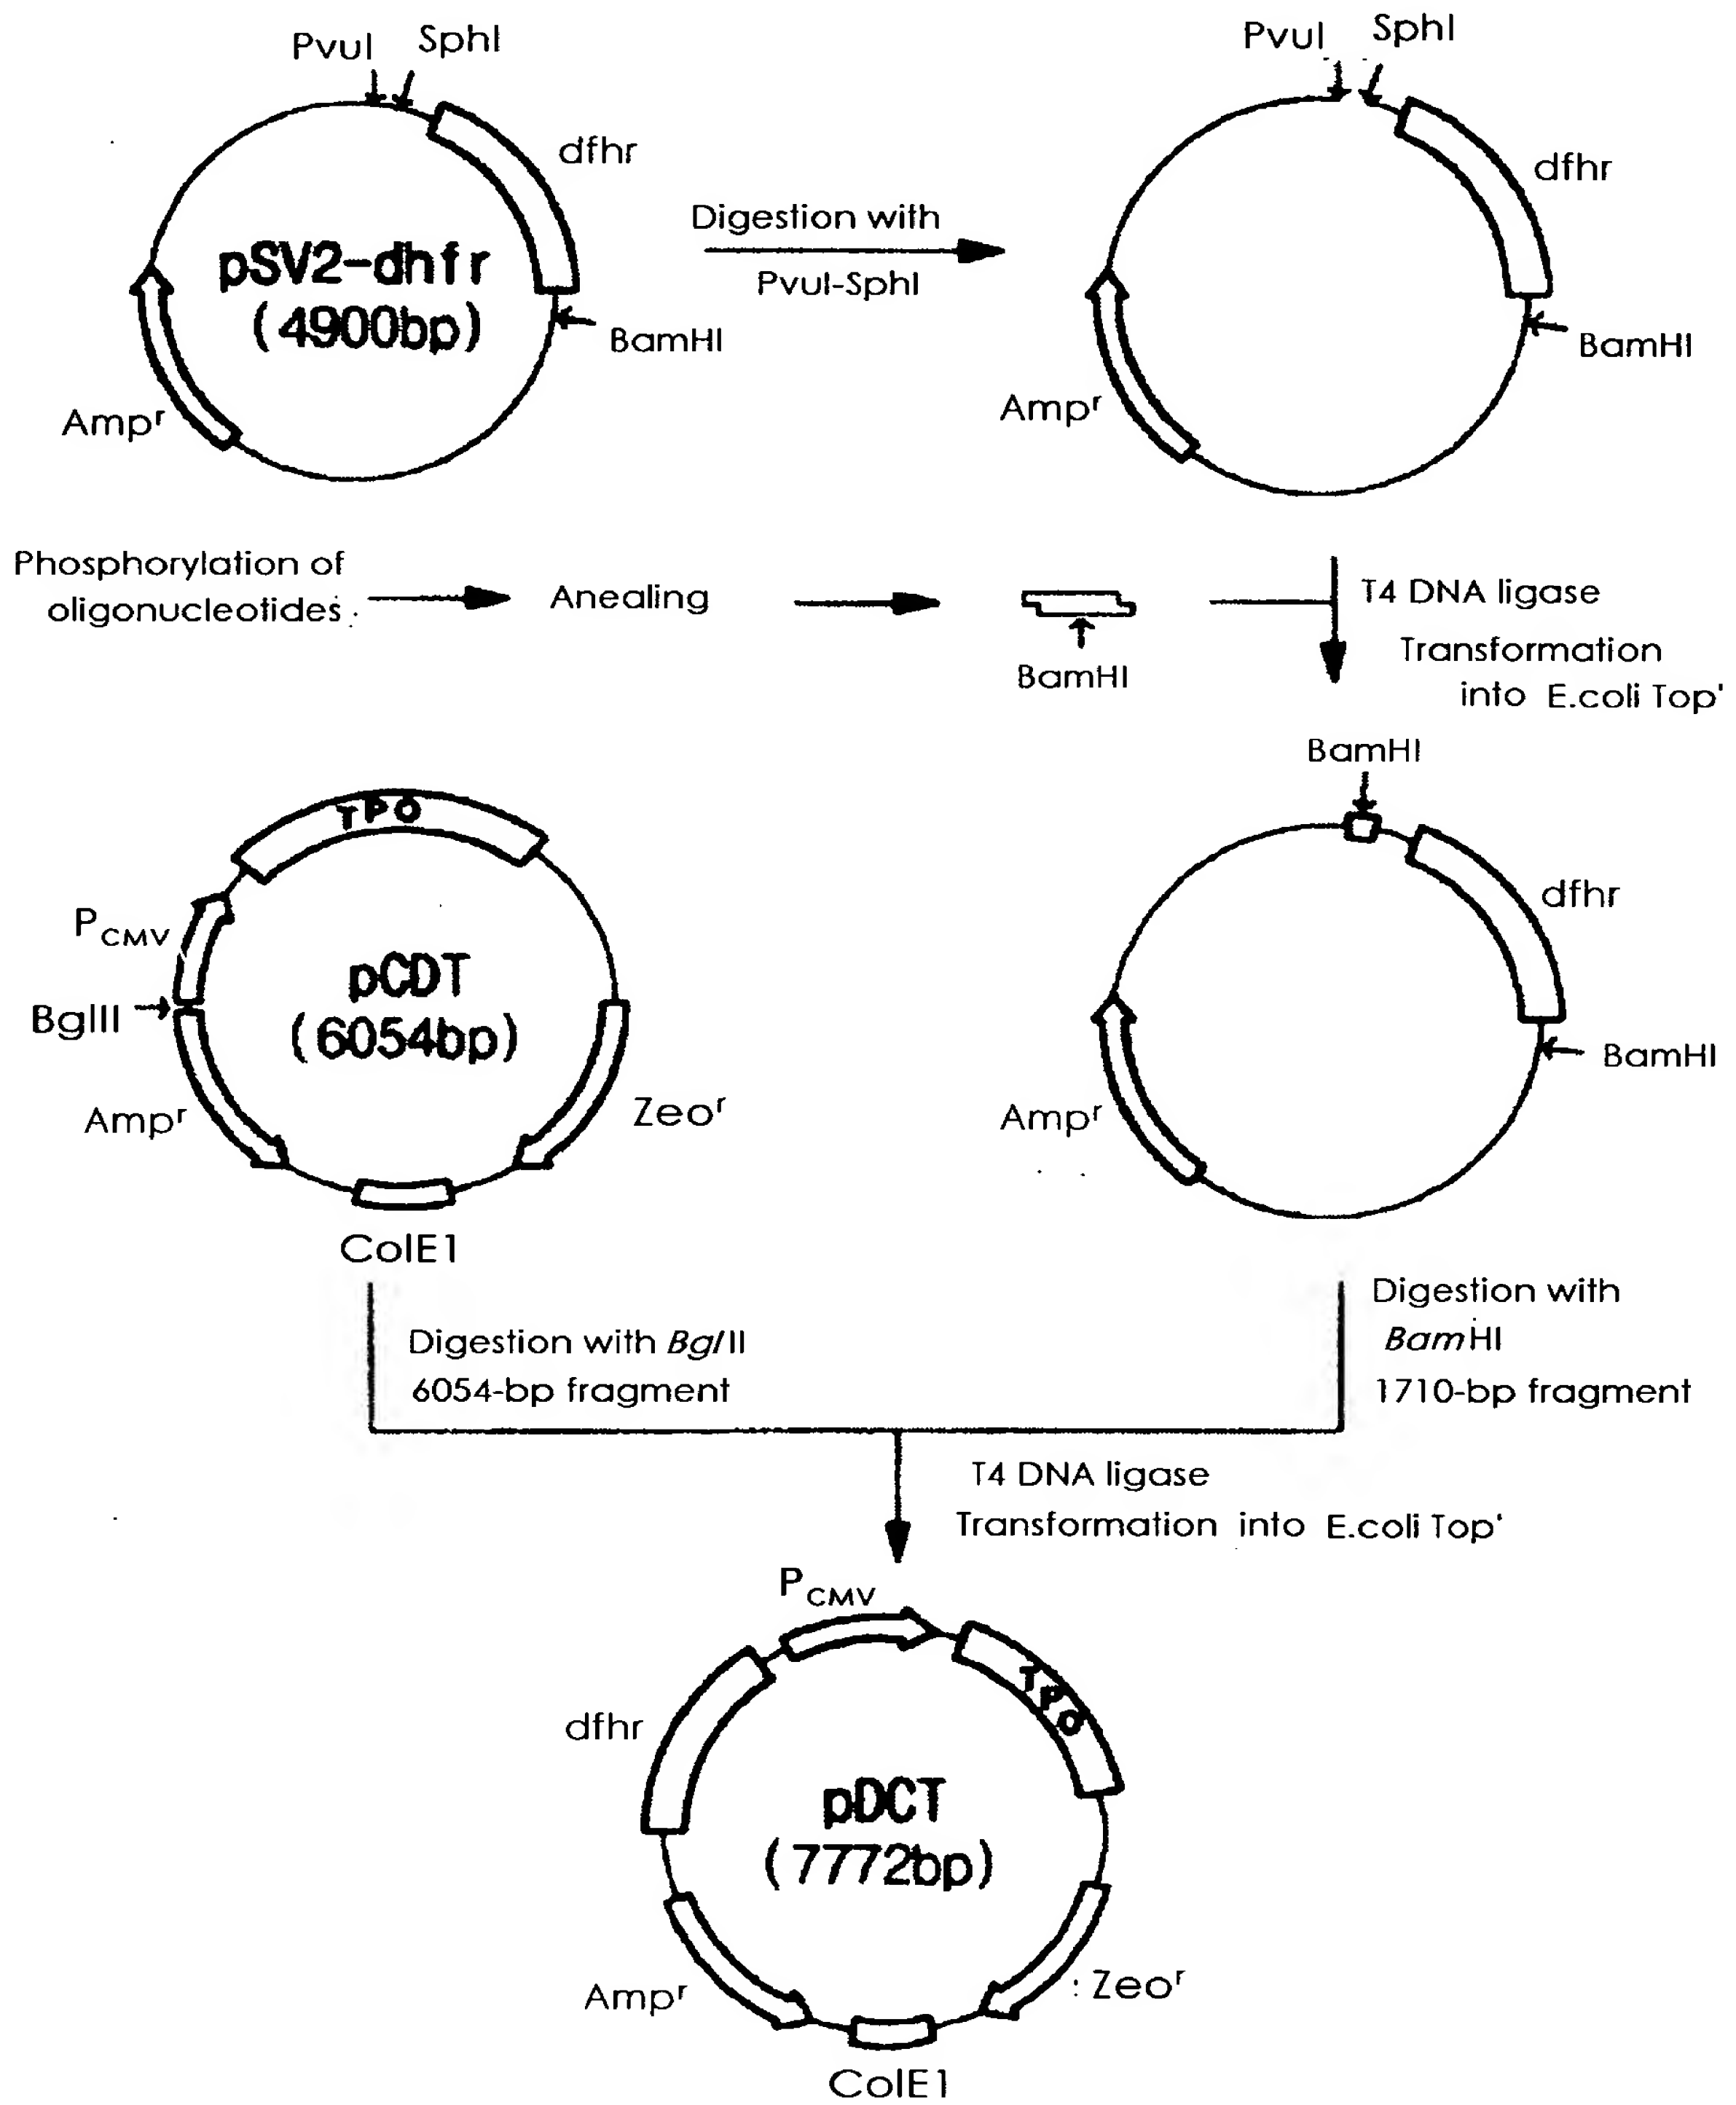 PvuI SphI
dfhr
pSV2-dhfr
(4900bp)
BamHI
Ampʳ
Digestion with
PvuI-SphI
PvuI SphI
dfhr
BamHI
Ampʳ
Phosphorylation of
oligonucleotides
Anealing
BamHI
T4 DNA ligase
Transformation
into E.coli Top'
TPO
P CMV
BglII
pCDT
(6054bp)
Ampʳ
Zeoʳ
ColE1
BamHI
dfhr
BamHI
Ampʳ
Digestion with BglII
6054-bp fragment
Digestion with
BamHI
1710-bp fragment
T4 DNA ligase
Transformation into E.coli Top'
P CMV
TPO
dfhr
pDCT
(7772bp)
Ampʳ
Zeoʳ
ColE1